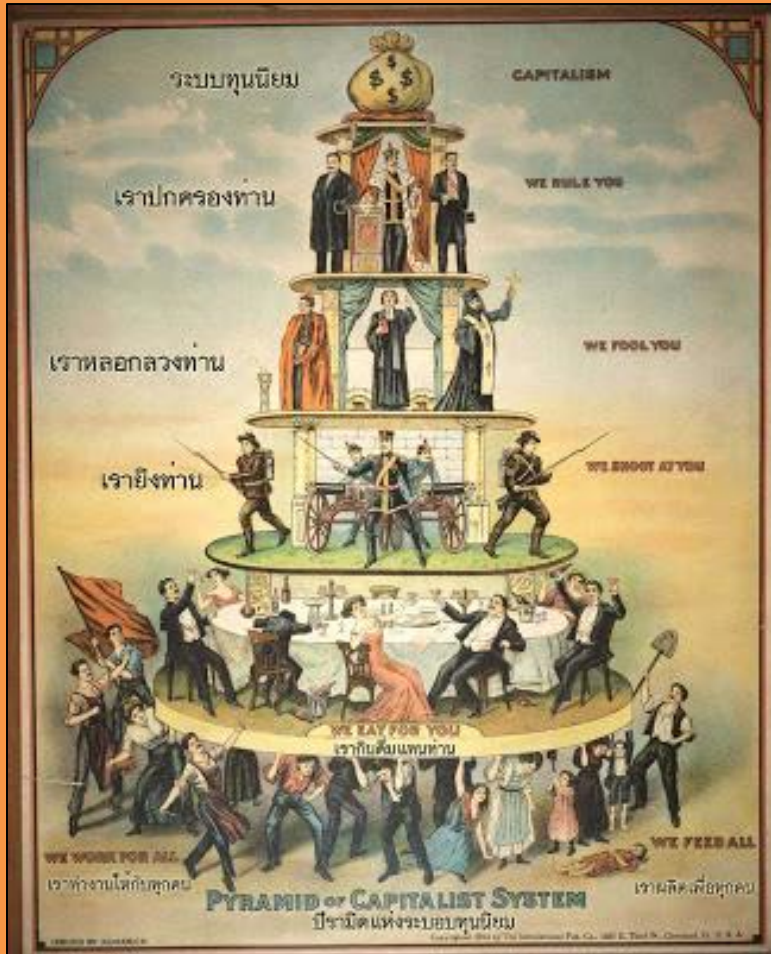 ระบบทุนนิยม
CAPITALISM
เราปกครองท่าน
WE RULE YOU
เราหลอกลวงท่าน
WE FOOL YOU
เรายิงท่าน
WE SHOOT AT YOU
WE EAT FOR YOU
เรากินดื่มแทนท่าน
WE WORK FOR ALL
WE FEED ALL
เราทำงานให้กับทุกคน
เราผลิตเพื่อทุกคน
PYRAMID OF CAPITALIST SYSTEM
ปีรามิดแห่งระบอบทุนนิยม